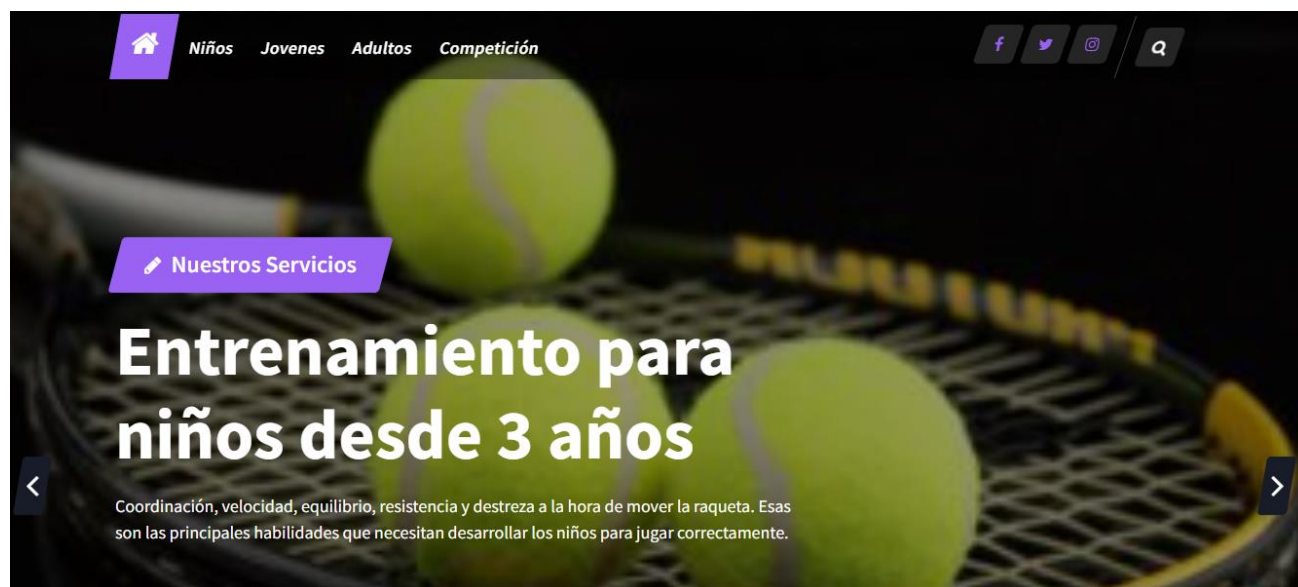 Niños Jovenes Adultos Competición
Nuestros Servicios
Entrenamiento para
niños desde 3 años
Coordinación, velocidad, equilibrio, resistencia y destreza a la hora de mover la raqueta. Esas
son las principales habilidades que necesitan desarrollar los niños para jugar correctamente.